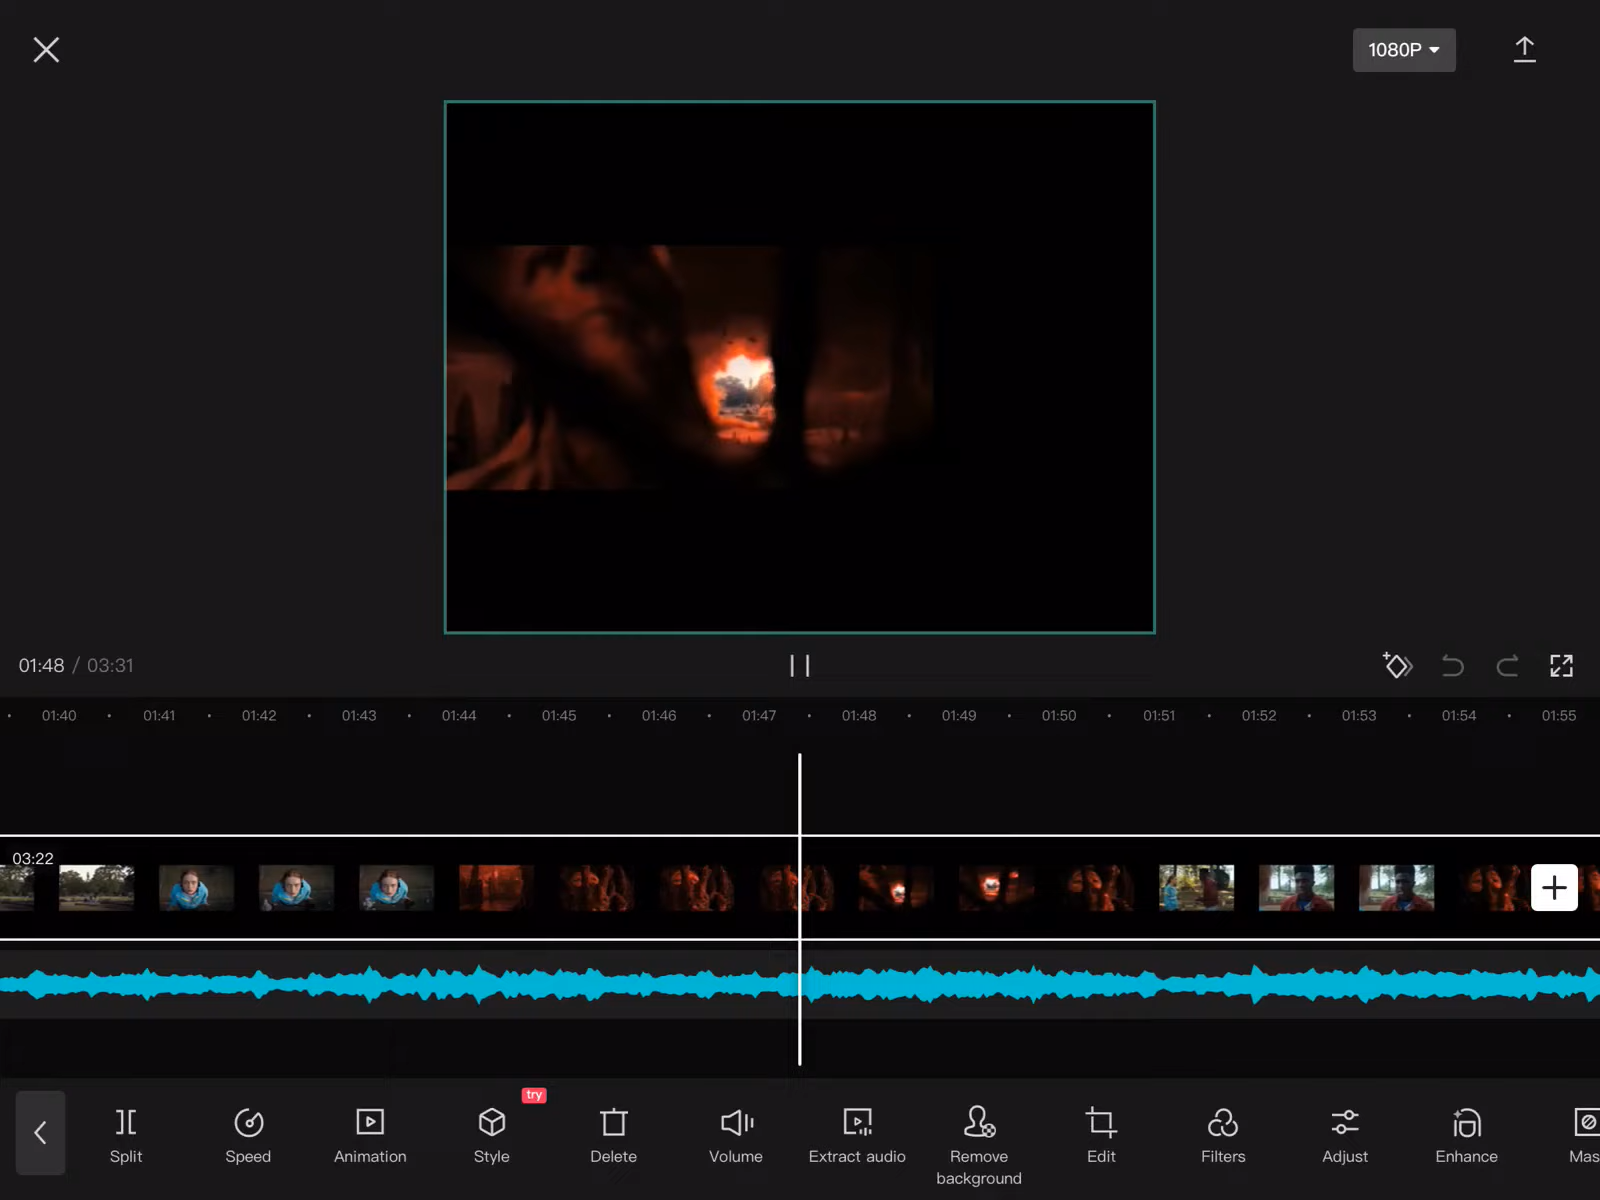 1080P
01:48 / 03:31
01:40 01:41 01:42 01:43 01:44 01:45 01:46 01:47 01:48 01:49 01:50 01:51 01:52 01:53 01:54 01:55
03:22
try
Split Speed Animation Style Delete Volume Extract audio Remove background Edit Filters Adjust Enhance Mas